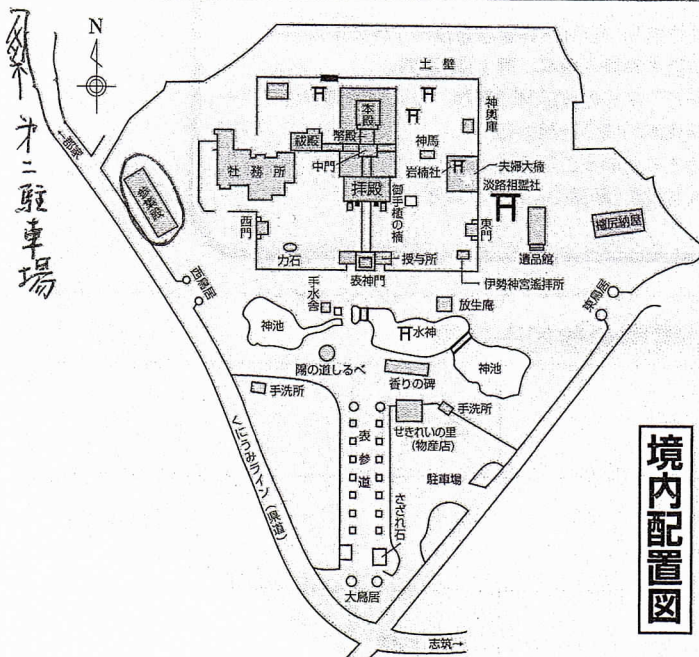 第二駐車場
N
←郡家
土塀
神輿庫
本殿
幣殿
祓殿
中門
社務所
拝殿
神馬
岩楠社
夫婦大楠
淡路祖霊社
御手植の楠
西門
東門
力石
表神門
授与所
遺品館
伊勢神宮遙拝所
手水舎
放生庵
西鳥居
東鳥居
神池
水神
神池
陽の道しるべ
香りの碑
手洗所
手洗所
せきれいの里
(物産店)
表参道
駐車場
さざれ石
くにうみライン(県道)
大鳥居
志筑→
境内配置図